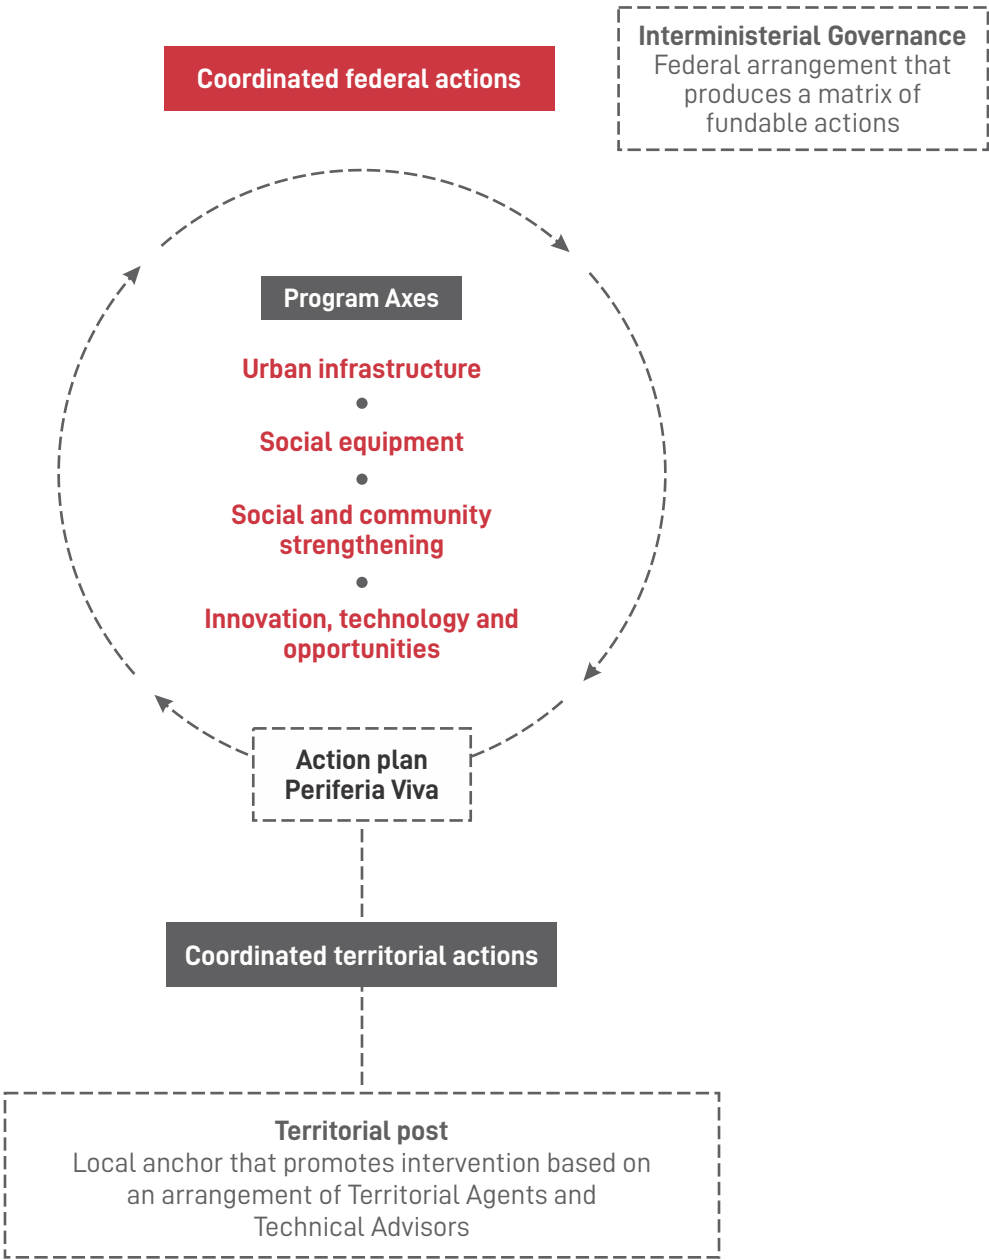 Coordinated federal actions
Interministerial Governance
Federal arrangement that
produces a matrix of
fundable actions
Program Axes
Urban infrastructure
Social equipment
Social and community
strengthening
Innovation, technology and
opportunities
Action plan
Periferia Viva
Coordinated territorial actions
Territorial post
Local anchor that promotes intervention based on
an arrangement of Territorial Agents and
Technical Advisors